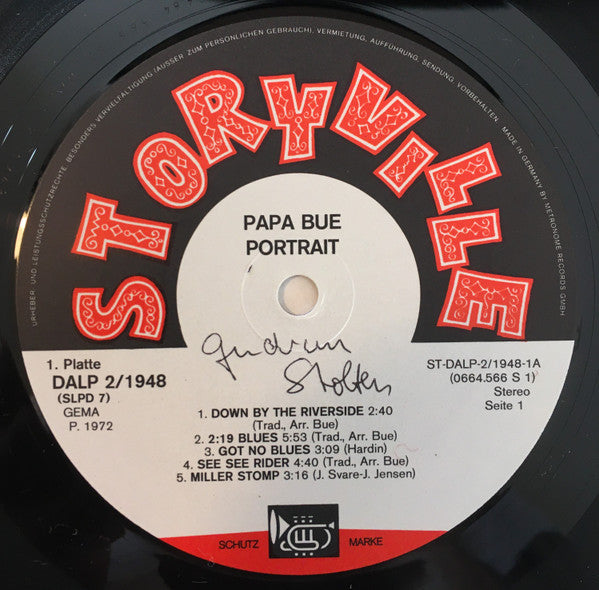 URHEBER- UND LEISTUNGSSCHUTZRECHTE, BESONDERS VERVIELFÄLTIGUNG (AUSSER ZUM PERSÖNLICHEN GEBRAUCH), VERMIETUNG, AUFFÜHRUNG, SENDUNG, VORBEHALTEN. MADE IN GERMANY BY METRONOME RECORDS GMBH
STORYVILLE
PAPA BUE
PORTRAIT
1. Platte
DALP 2/1948
(SLPD 7)
GEMA
P. 1972
ST-DALP-2/1948-1A
(0664.566 S 1)
Stereo
Seite 1
Gudrun
Stolten
1. DOWN BY THE RIVERSIDE 2:40
(Trad., Arr. Bue)
2. 2:19 BLUES 5:53 (Trad., Arr. Bue)
3. GOT NO BLUES 3:09 (Hardin)
4. SEE SEE RIDER 4:40 (Trad., Arr. Bue)
5. MILLER STOMP 3:16 (J. Svare-J. Jensen)
SCHUTZ MARKE